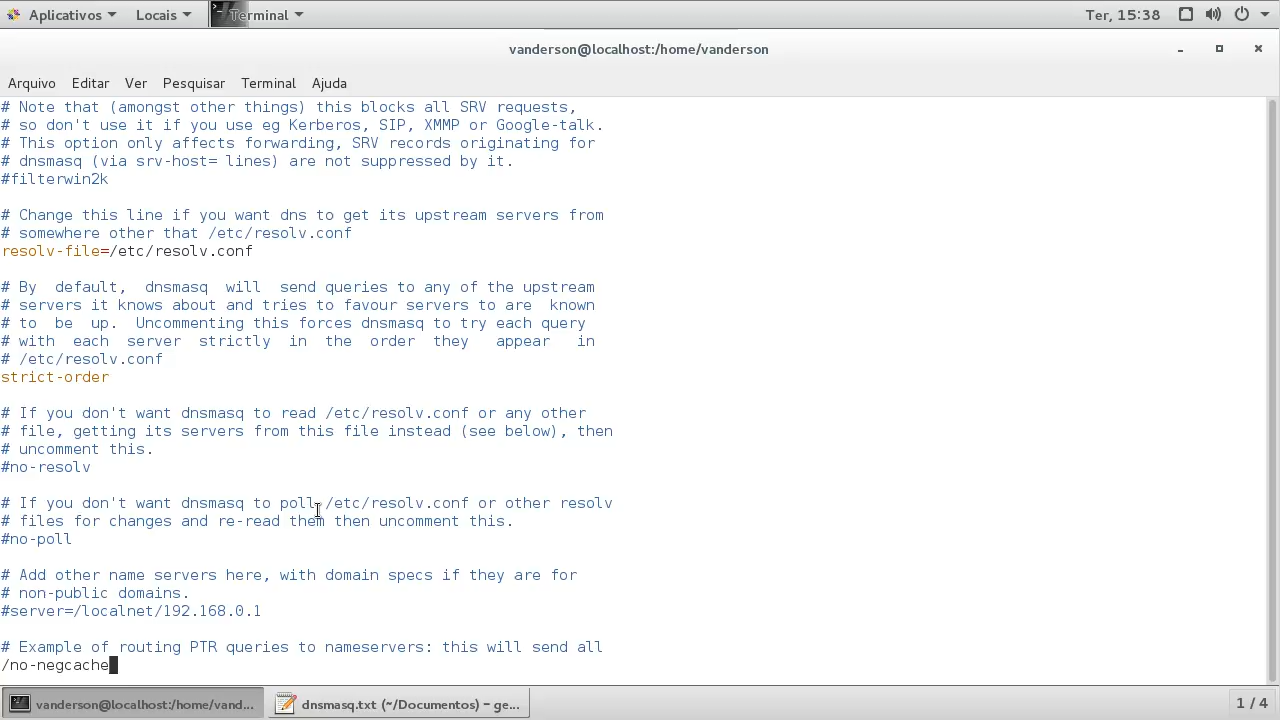 Aplicativos Locais Terminal Ter, 15:38
vanderson@localhost:/home/vanderson
Arquivo Editar Ver Pesquisar Terminal Ajuda
# Note that (amongst other things) this blocks all SRV requests,
# so don't use it if you use eg Kerberos, SIP, XMMP or Google-talk.
# This option only affects forwarding, SRV records originating for
# dnsmasq (via srv-host= lines) are not suppressed by it.
#filterwin2k
# Change this line if you want dns to get its upstream servers from
# somewhere other that /etc/resolv.conf
resolv-file=/etc/resolv.conf
# By  default,  dnsmasq  will  send queries to any of the upstream
# servers it knows about and tries to favour servers to are  known
# to  be  up.  Uncommenting this forces dnsmasq to try each query
# with  each  server  strictly  in  the  order  they   appear   in
# /etc/resolv.conf
strict-order
# If you don't want dnsmasq to read /etc/resolv.conf or any other
# file, getting its servers from this file instead (see below), then
# uncomment this.
#no-resolv
# If you don't want dnsmasq to poll /etc/resolv.conf or other resolv
# files for changes and re-read them then uncomment this.
#no-poll
# Add other name servers here, with domain specs if they are for
# non-public domains.
#server=/localnet/192.168.0.1
# Example of routing PTR queries to nameservers: this will send all
/no-negcache
vanderson@localhost:/home/vand... dnsmasq.txt (~/Documentos) – ge... 1 / 4